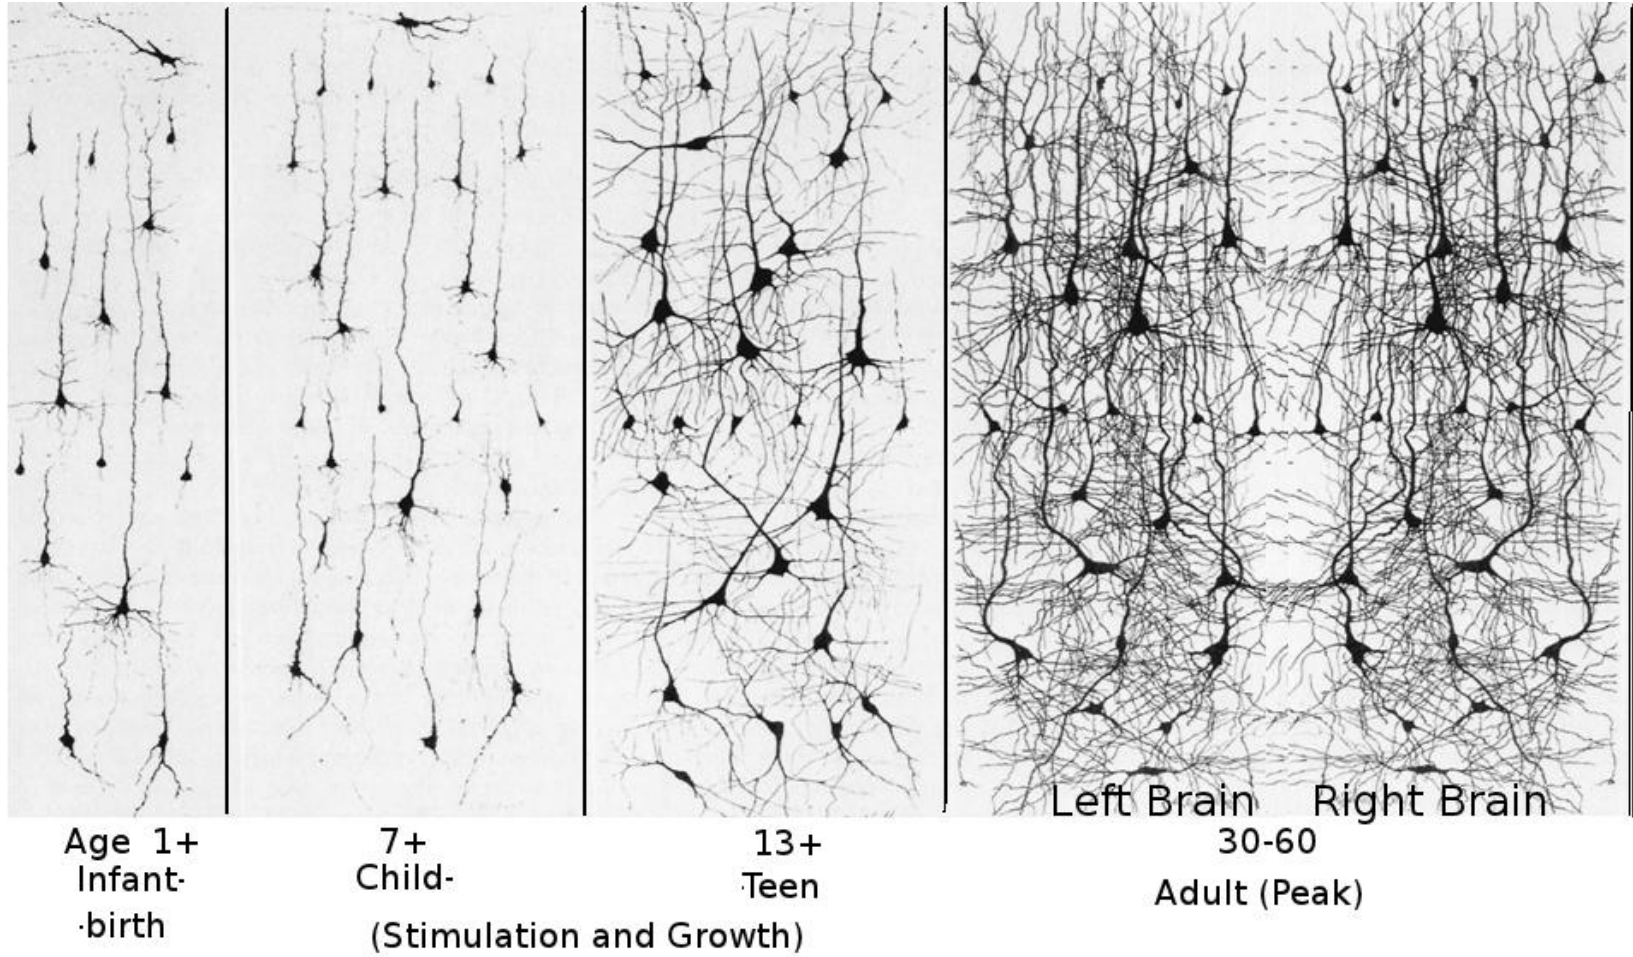 Left Brain
Right Brain
Age 1+
Infant-
·birth
7+
Child-
13+
·Teen
(Stimulation and Growth)
30-60
Adult (Peak)